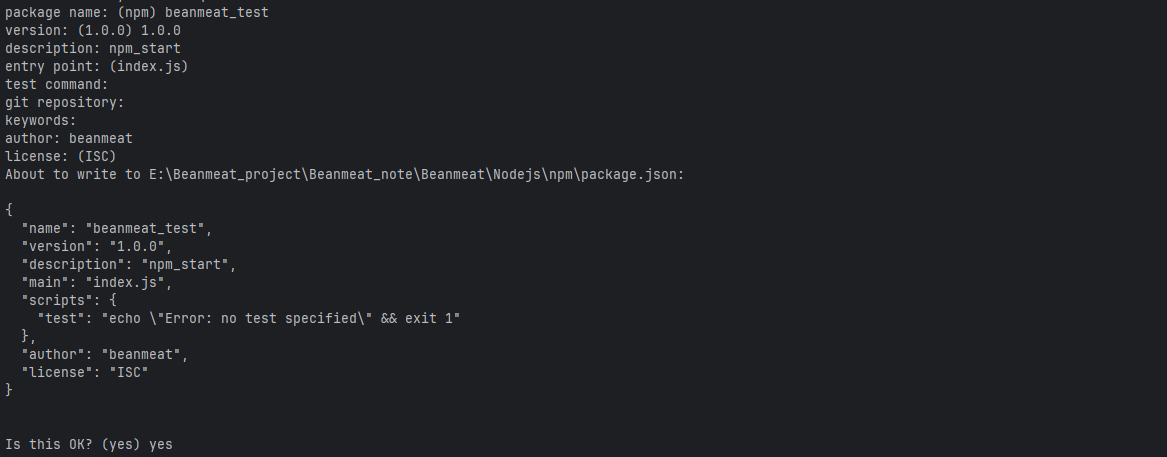 package name: (npm) beanmeat_test
version: (1.0.0) 1.0.0
description: npm_start
entry point: (index.js)
test command:
git repository:
keywords:
author: beanmeat
license: (ISC)
About to write to E:\Beanmeat_project\Beanmeat_note\Beanmeat\Nodejs\npm\package.json:

{
  "name": "beanmeat_test",
  "version": "1.0.0",
  "description": "npm_start",
  "main": "index.js",
  "scripts": {
    "test": "echo \"Error: no test specified\" && exit 1"
  },
  "author": "beanmeat",
  "license": "ISC"
}


Is this OK? (yes) yes